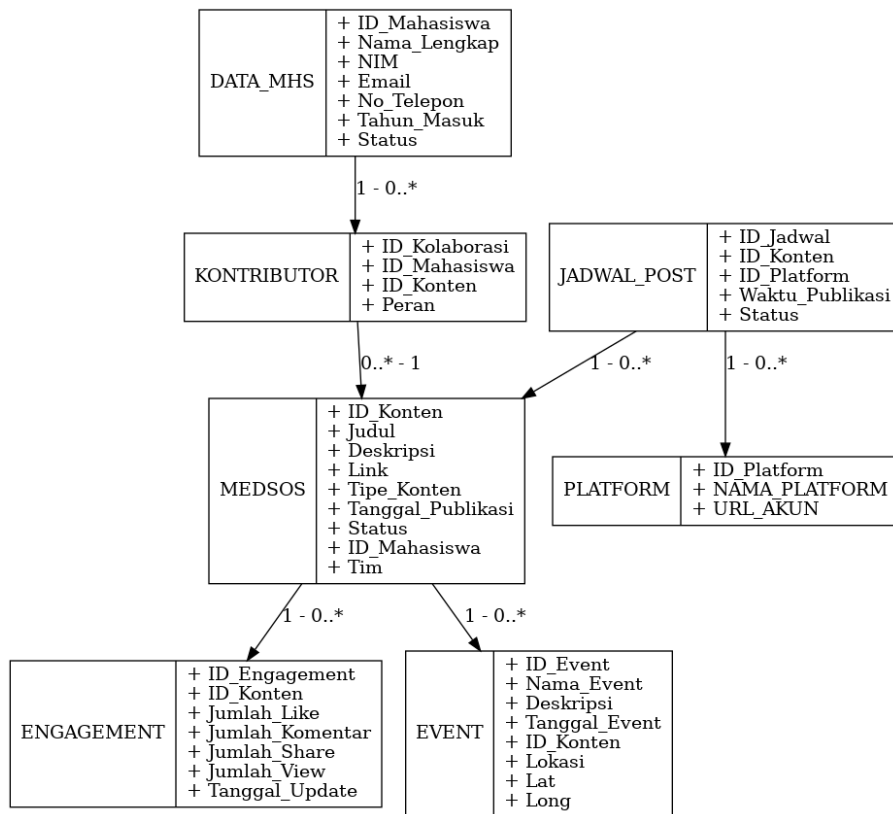 DATA_MHS
+ ID_Mahasiswa
+ Nama_Lengkap
+ NIM
+ Email
+ No_Telepon
+ Tahun_Masuk
+ Status
1 - 0..*
KONTRIBUTOR
+ ID_Kolaborasi
+ ID_Mahasiswa
+ ID_Konten
+ Peran
JADWAL_POST
+ ID_Jadwal
+ ID_Konten
+ ID_Platform
+ Waktu_Publikasi
+ Status
0..* - 1
1 - 0..*
1 - 0..*
MEDSOS
+ ID_Konten
+ Judul
+ Deskripsi
+ Link
+ Tipe_Konten
+ Tanggal_Publikasi
+ Status
+ ID_Mahasiswa
+ Tim
PLATFORM
+ ID_Platform
+ NAMA_PLATFORM
+ URL_AKUN
1 - 0..*
1 - 0..*
ENGAGEMENT
+ ID_Engagement
+ ID_Konten
+ Jumlah_Like
+ Jumlah_Komentar
+ Jumlah_Share
+ Jumlah_View
+ Tanggal_Update
EVENT
+ ID_Event
+ Nama_Event
+ Deskripsi
+ Tanggal_Event
+ ID_Konten
+ Lokasi
+ Lat
+ Long